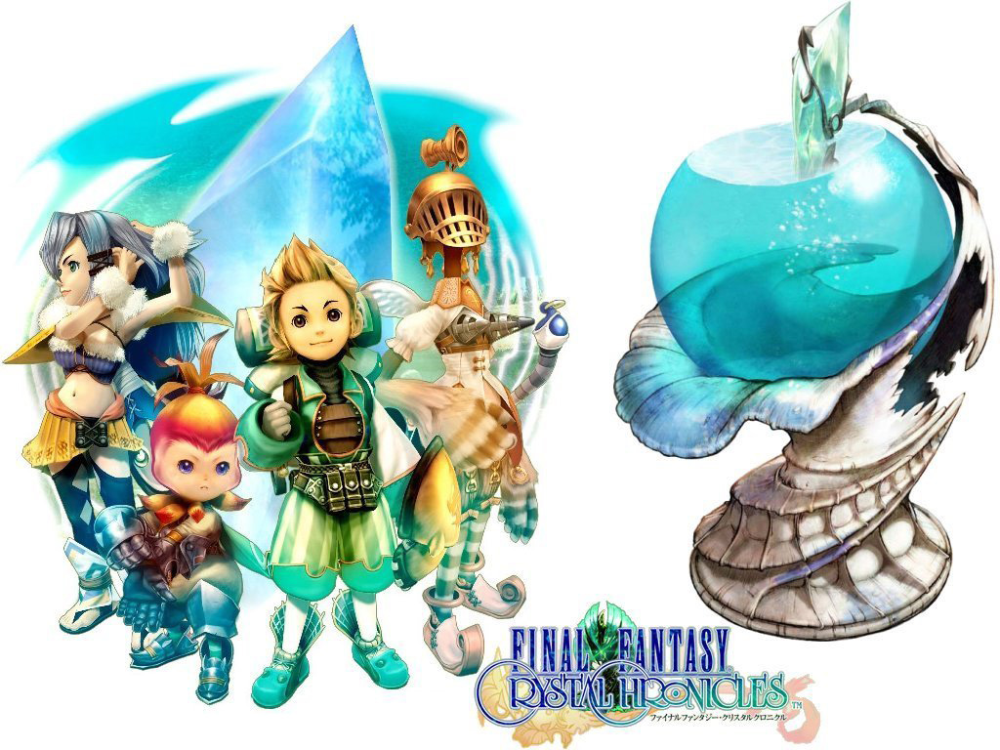 FINAL FANTASY
CRYSTAL CHRONICLES™
ファイナルファンタジー・クリスタルクロニクル